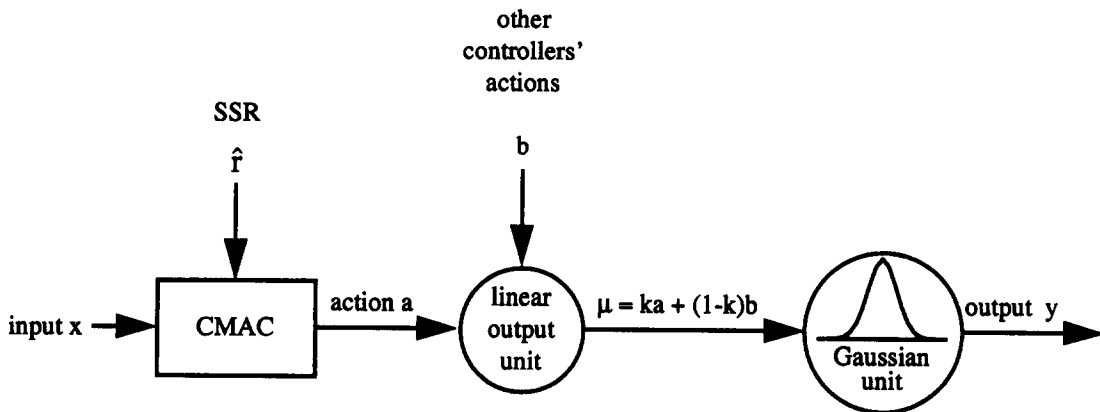 other
controllers'
actions
SSR
r̂
b
input x
CMAC
action a
linear
output
unit
μ = ka + (1-k)b
Gaussian
unit
output y